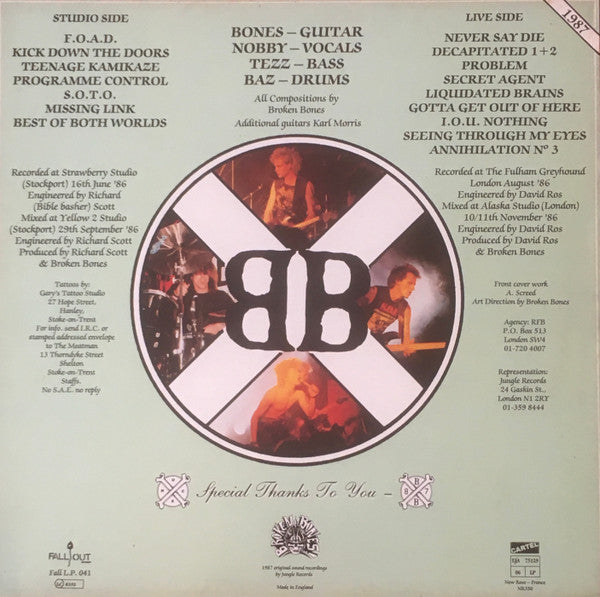 STUDIO SIDE
F.O.A.D.
KICK DOWN THE DOORS
TEENAGE KAMIKAZE
PROGRAMME CONTROL
S.O.T.O.
MISSING LINK
BEST OF BOTH WORLDS
Recorded at Strawberry Studio
(Stockport) 16th June '86
Engineered by Richard
(Bible basher) Scott
Mixed at Yellow 2 Studio
(Stockport) 29th September '86
Engineered by Richard Scott
Produced by Richard Scott
& Broken Bones
Tattoos by:
Gary's Tattoo Studio
27 Hope Street,
Hanley,
Stoke-on-Trent
For info. send I.R.C. or
stamped addressed envelope
to The Meatman
13 Thorndyke Street
Shelton
Stoke-on-Trent
Staffs.
No S.A.E. no reply
BONES – GUITAR
NOBBY – VOCALS
TEZZ – BASS
BAZ – DRUMS
All Compositions by
Broken Bones
Additional guitars Karl Morris
BB
LIVE SIDE
1987
NEVER SAY DIE
DECAPITATED 1+2
PROBLEM
SECRET AGENT
LIQUIDATED BRAINS
GOTTA GET OUT OF HERE
I.O.U. NOTHING
SEEING THROUGH MY EYES
ANNIHILATION Nº 3
Recorded at The Fulham Greyhound
London August '86
Engineered by David Ros
Mixed at Alaska Studio (London)
10/11th November '86
Engineered by David Ros
Produced by David Ros
& Broken Bones
Front cover work
A. Screed
Art Direction by Broken Bones
Agency: RFB
P.O. Box 513
London SW4
01-720 4007
Representation:
Jungle Records
24 Gaskin St.,
London N1 2RY
01-359 8444
Special Thanks To You –
B
8 7
B
BROKEN BONES
1987 original sound recordings
by Jungle Records
Made in England
FALL OUT
Fall L.P. 041
CARTEL
LP
New Rose – France